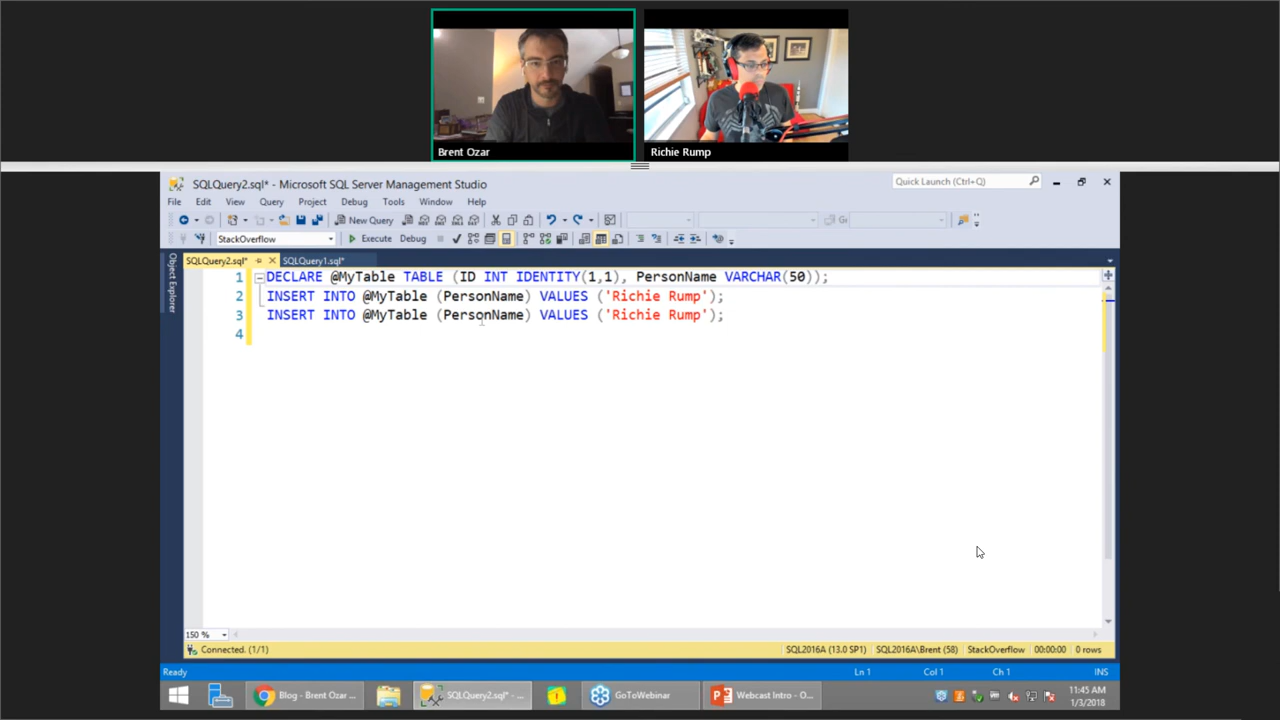 Brent Ozar
Richie Rump
SQLQuery2.sql* - Microsoft SQL Server Management Studio
Quick Launch (Ctrl+Q)
File Edit View Query Project Debug Tools Window Help
New Query
StackOverflow
Execute Debug
SQLQuery2.sql* SQLQuery1.sql*
Object Explorer
1 DECLARE @MyTable TABLE (ID INT IDENTITY(1,1), PersonName VARCHAR(50));
2 INSERT INTO @MyTable (PersonName) VALUES ('Richie Rump');
3 INSERT INTO @MyTable (PersonName) VALUES ('Richie Rump');
4
150 %
Connected. (1/1)
SQL2016A (13.0 SP1) SQL2016A\Brent (58) StackOverflow 00:00:00 0 rows
Ready
Ln 1 Col 1 Ch 1 INS
Blog - Brent Ozar ...
SQLQuery2.sql* - ...
GoToWebinar
Webcast Intro - O...
11:45 AM
1/3/2018